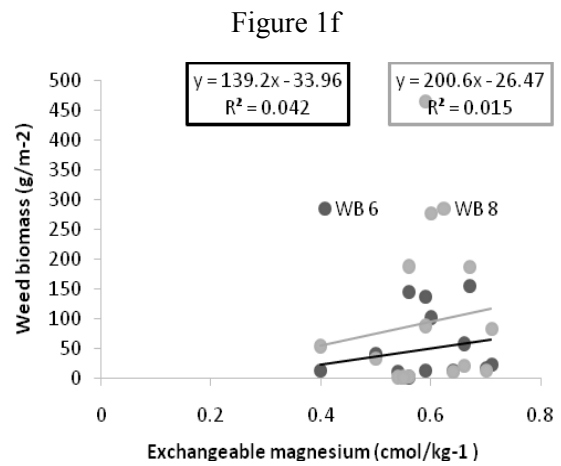 Figure 1f
y = 139.2x - 33.96
R² = 0.042
y = 200.6x - 26.47
R² = 0.015
Weed biomass (g/m-2)
500
450
400
350
300
250
200
150
100
50
0
WB 6
WB 8
0
0.2
0.4
0.6
0.8
Exchangeable magnesium (cmol/kg-1 )